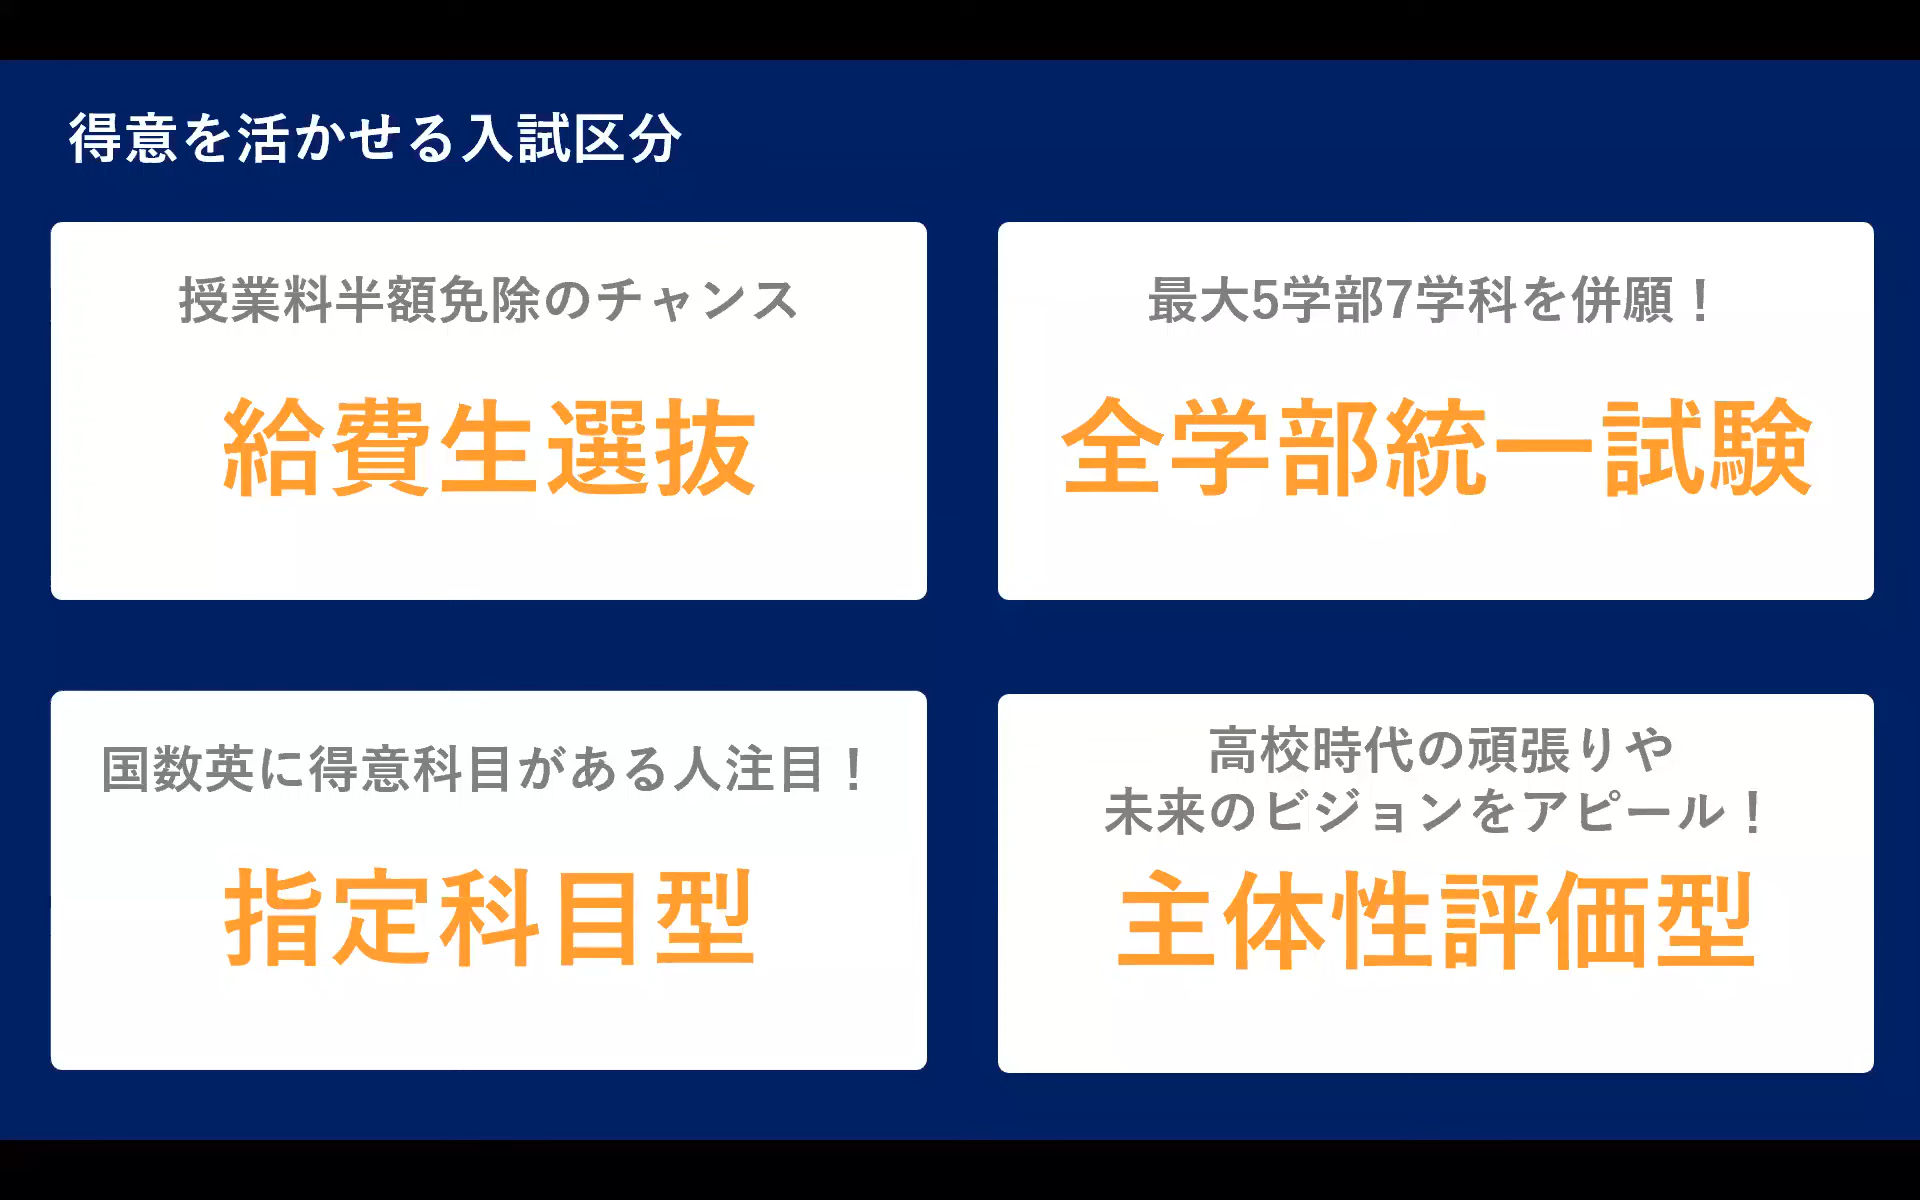 得意を活かせる入試区分
授業料半額免除のチャンス
給費生選抜
最大5学部7学科を併願！
全学部統一試験
国数英に得意科目がある人注目！
指定科目型
高校時代の頑張りや
未来のビジョンをアピール！
主体性評価型